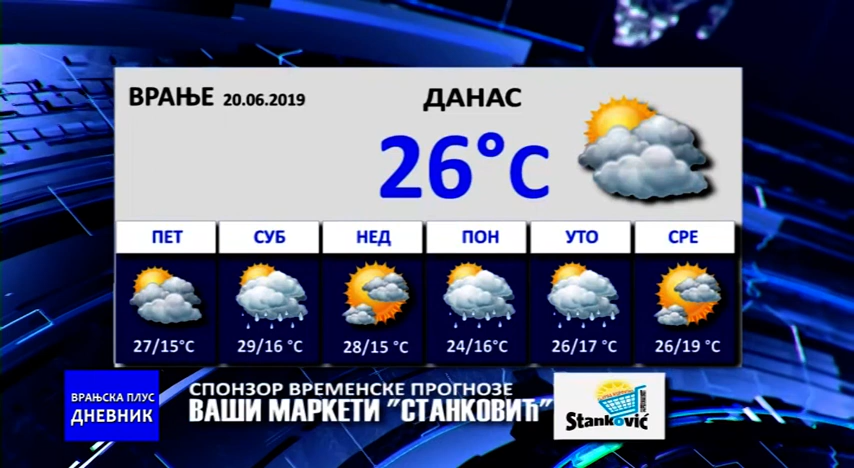 ВРАЊЕ 20.06.2019
ДАНАС
26°C
ПЕТ СУБ НЕД ПОН УТО СРЕ
27/15°C 29/16 °C 28/15 °C 24/16°C 26/17 °C 26/19 °C
ВРАЊСКА ПЛУС
ДНЕВНИК
СПОНЗОР ВРЕМЕНСКЕ ПРОГНОЗЕ
ВАШИ МАРКЕТИ "СТАНКОВИЋ"
Stanković